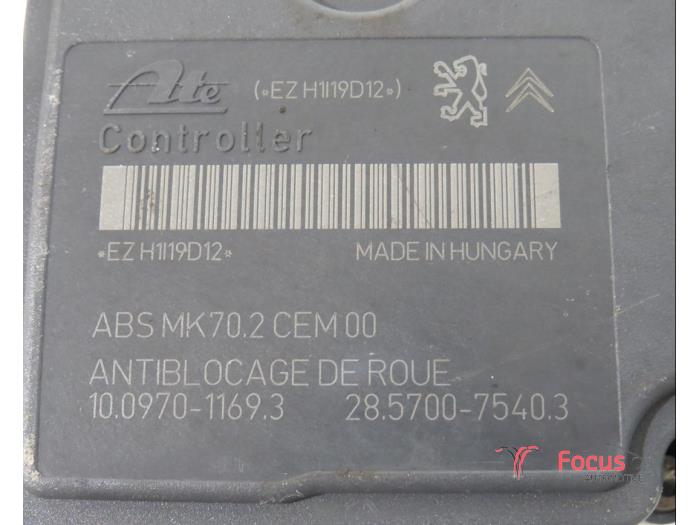 Ate (*EZ H1I19D12*)
Controller
*EZ H1I19D12* MADE IN HUNGARY
ABS MK70.2 CEM 00
ANTIBLOCAGE DE ROUE
10.0970-1169.3 28.5700-7540.3
Focus
AUTOMOTIVE